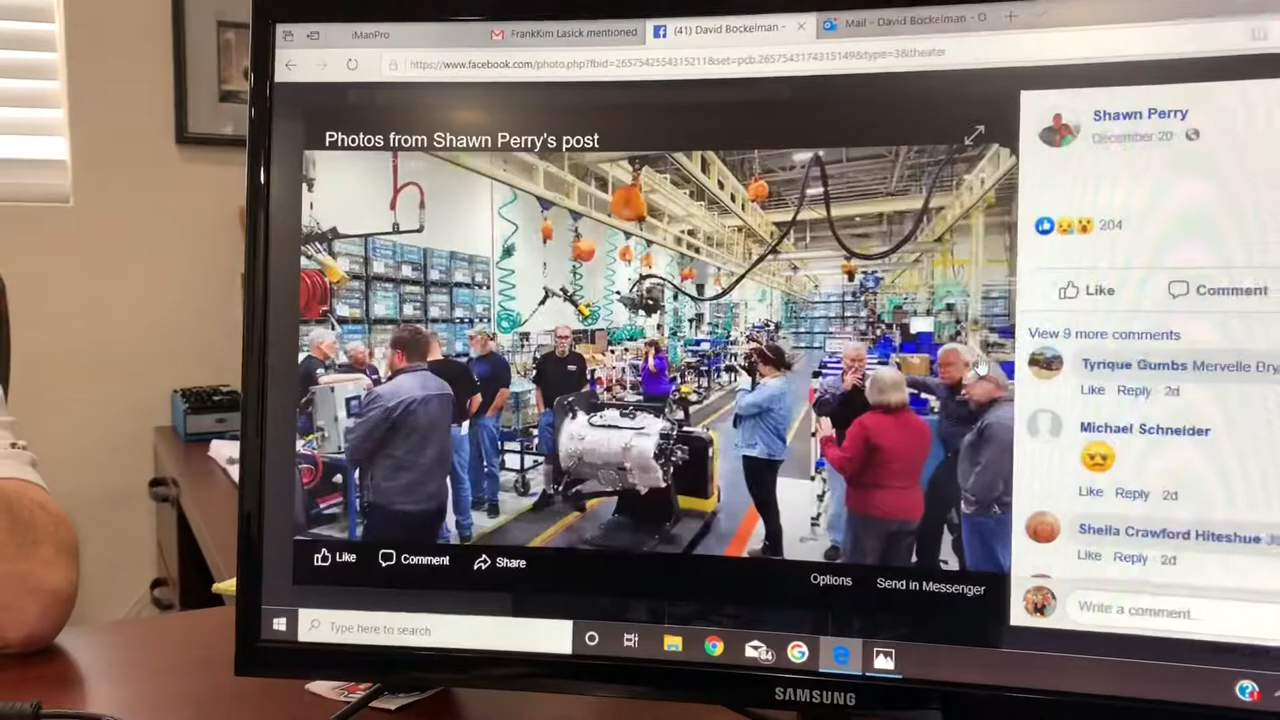 iManPro
FrankKim Lasick mentioned
(41) David Bockelman -
Mail - David Bockelman - O
https://www.facebook.com/photo.php?fbid=2657542554315211&set=pcb.2657543174315149&type=3&theater
Photos from Shawn Perry's post
Shawn Perry
December 20
204
Like
Comment
View 9 more comments
Tyrique Gumbs Mervelle Bry
Like Reply 2d
Michael Schneider
Like Reply 2d
Sheila Crawford Hiteshue
Like Reply 2d
Write a comment...
Like
Comment
Share
Options
Send in Messenger
Type here to search
84
SAMSUNG